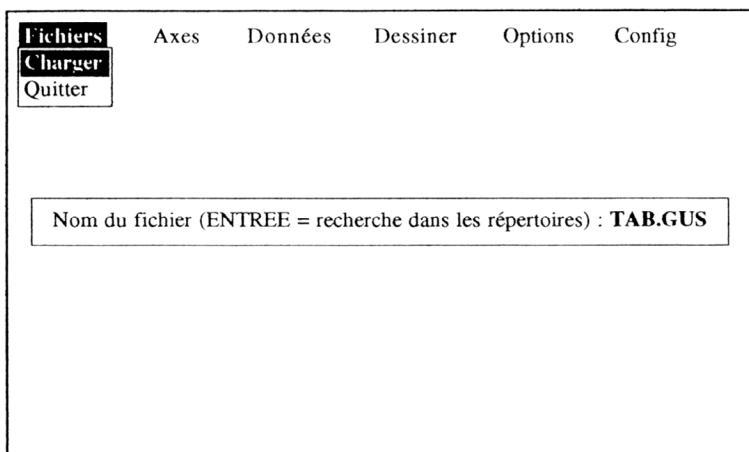 Fichiers Axes Données Dessiner Options Config
Charger
Quitter
Nom du fichier (ENTREE = recherche dans les répertoires) : TAB.GUS